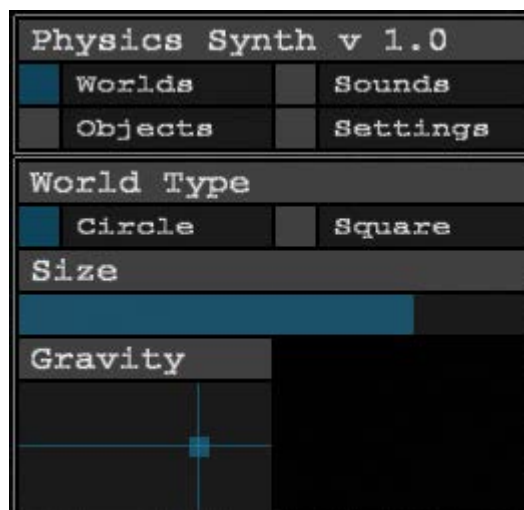 Physics Synth v 1.0
Worlds Sounds
Objects Settings
World Type
Circle Square
Size
Gravity